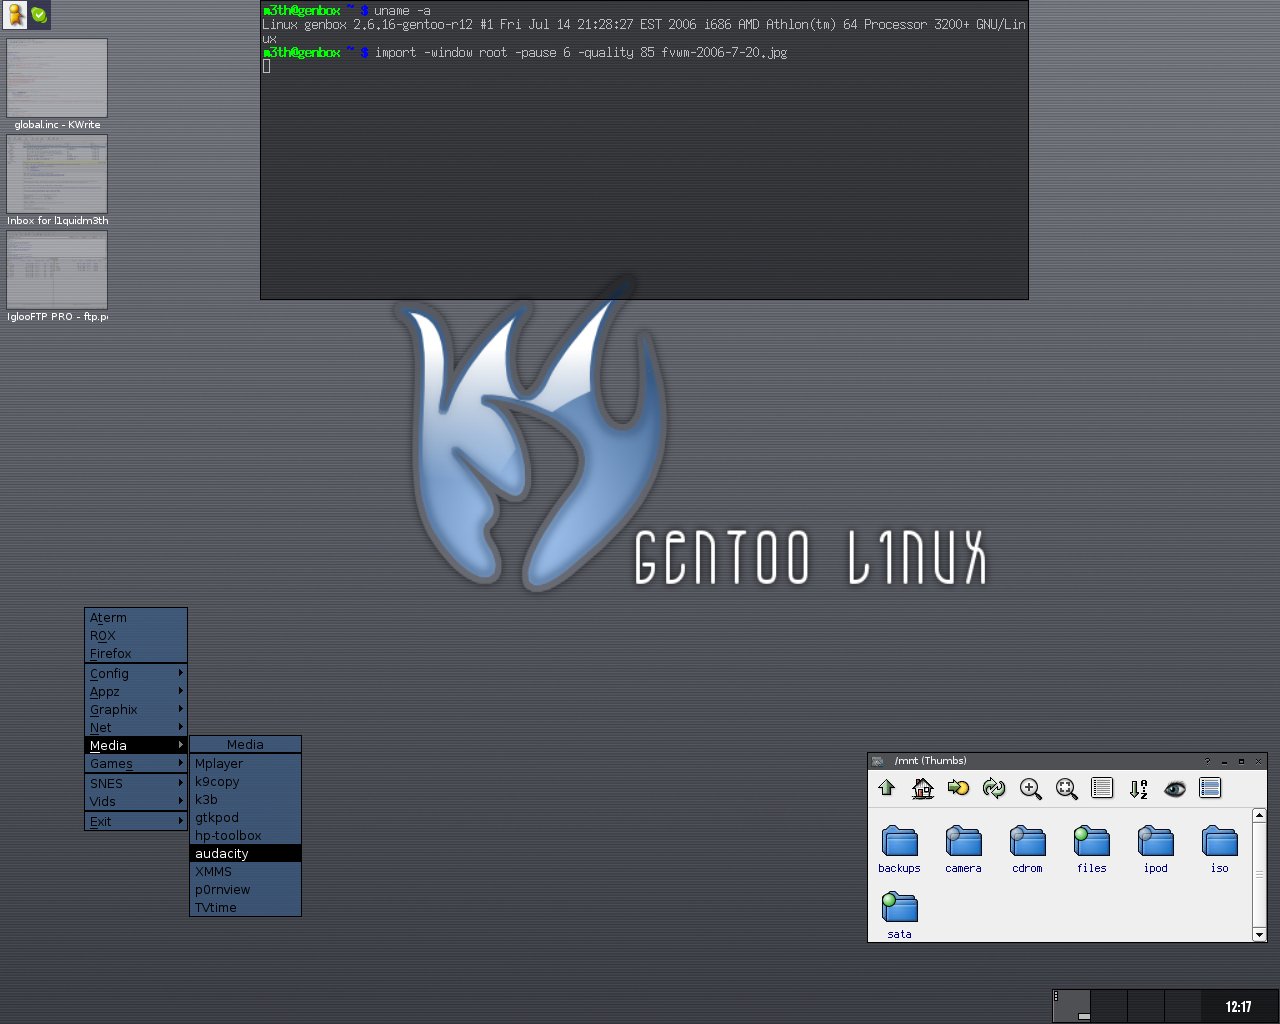 m3th@genbox ~ $ uname -a
Linux genbox 2.6.16-gentoo-r12 #1 Fri Jul 14 21:28:27 EST 2006 i686 AMD Athlon(tm) 64 Processor 3200+ GNU/Lin
ux
m3th@genbox ~ $ import -window root -pause 6 -quality 85 fvwm-2006-7-20.jpg
global.inc - KWrite
Inbox for l1quidm3th
IglooFTP PRO - ftp.p
GENTOO L1NUX
Aterm
ROX
Firefox
Config
Appz
Graphix
Net
Media
Games
SNES
Vids
Exit
Media
Mplayer
k9copy
k3b
gtkpod
hp-toolbox
audacity
XMMS
p0rnview
TVtime
/mnt (Thumbs)
backups
camera
cdrom
files
ipod
iso
sata
12:17